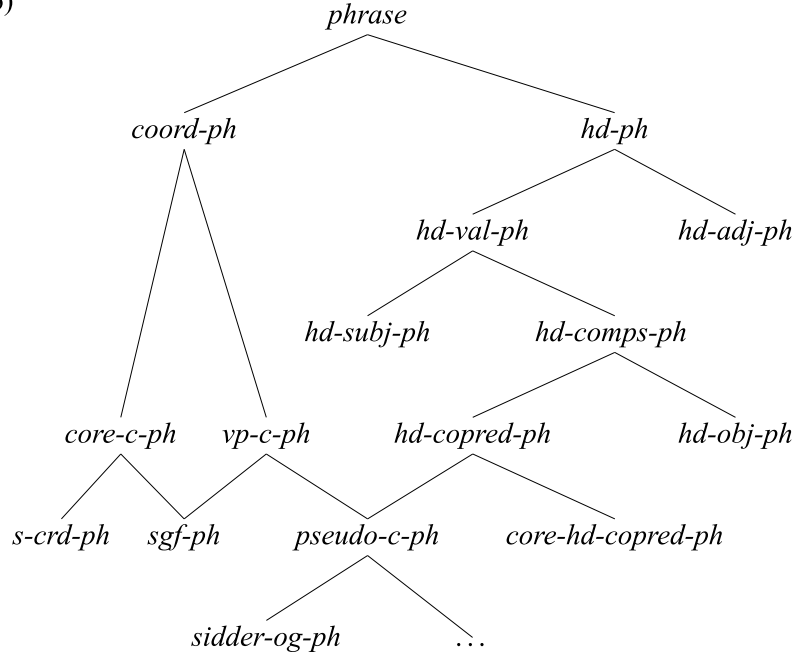 )
phrase
coord-ph hd-ph
hd-val-ph hd-adj-ph
hd-subj-ph hd-comps-ph
core-c-ph vp-c-ph hd-copred-ph hd-obj-ph
s-crd-ph sgf-ph pseudo-c-ph core-hd-copred-ph
sidder-og-ph ...